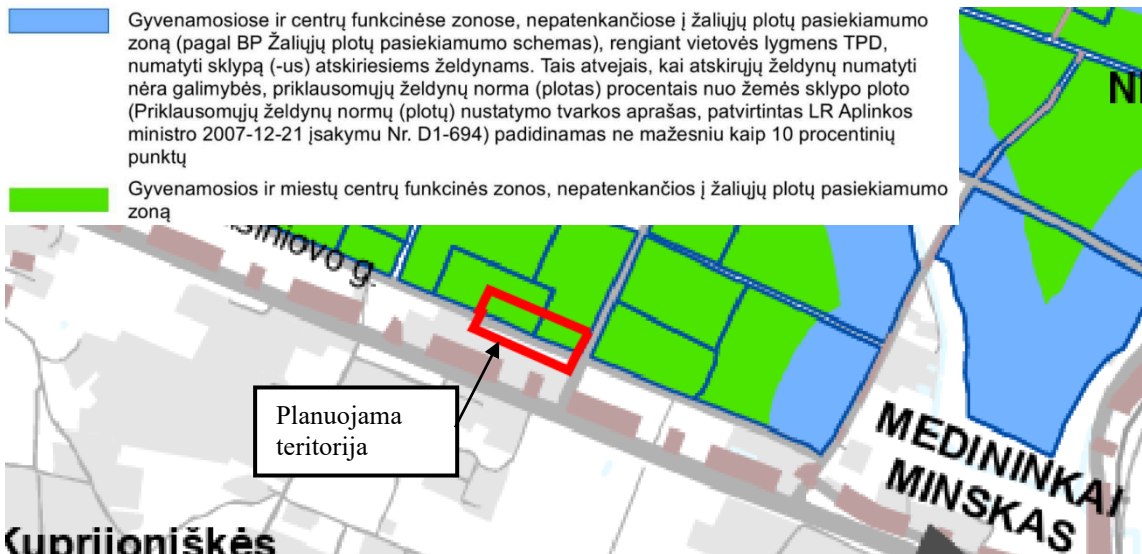 Gyvenamosiose ir centrų funkcinėse zonose, nepatenkančiose į žaliųjų plotų pasiekiamumo
zoną (pagal BP Žaliųjų plotų pasiekiamumo schemas), rengiant vietovės lygmens TPD,
numatyti sklypą (-us) atskiriesiems želdynams. Tais atvejais, kai atskirųjų želdynų numatyti
nėra galimybės, priklausomųjų želdynų norma (plotas) procentais nuo žemės sklypo ploto
(Priklausomųjų želdynų normų (plotų) nustatymo tvarkos aprašas, patvirtintas LR Aplinkos
ministro 2007-12-21 įsakymu Nr. D1-694) padidinamas ne mažesniu kaip 10 procentinių
punktų
Gyvenamosios ir miestų centrų funkcinės zonos, nepatenkančios į žaliųjų plotų pasiekiamumo
zoną
g.
Planuojama
teritorija
MEDININKAI
MINSKAS
Kuprijoniškės